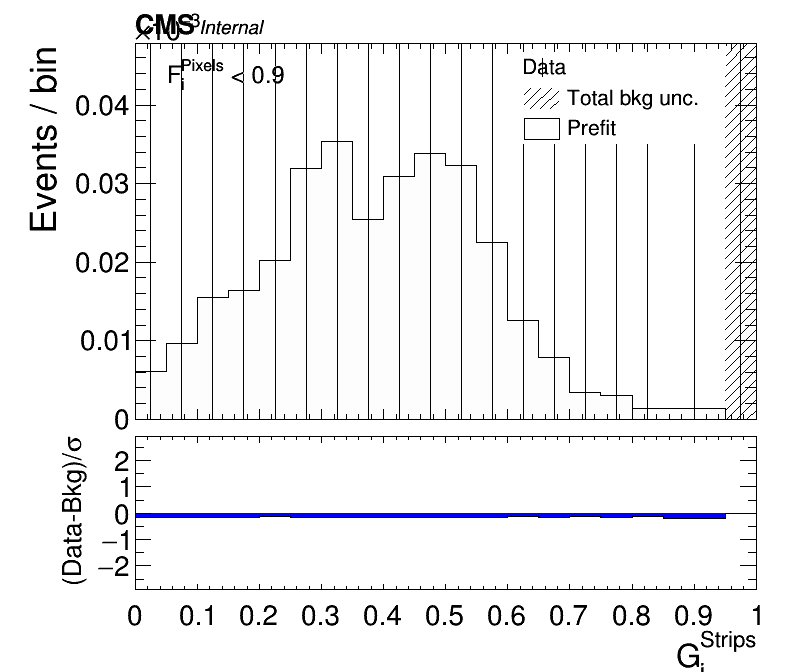 CMS Internal
×10³
F_i^Pixels < 0.9
Data
Total bkg unc.
Prefit
Events / bin
0.04
0.03
0.02
0.01
0
(Data-Bkg)/σ
2
1
0
−1
−2
0 0.1 0.2 0.3 0.4 0.5 0.6 0.7 0.8 0.9 1
G_i^Strips